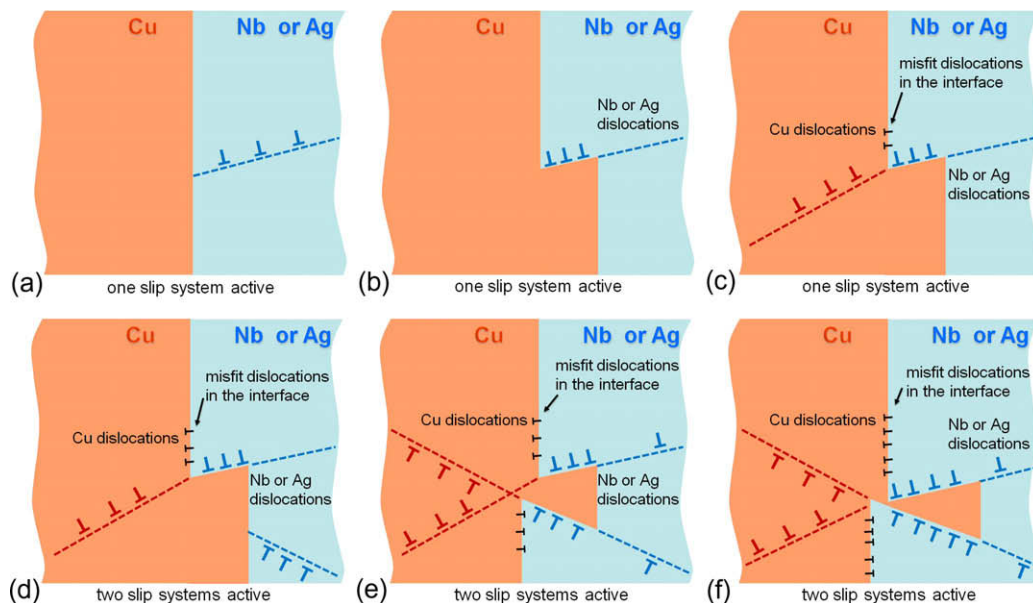 Cu
Nb or Ag
(a)
one slip system active
Cu
Nb or Ag
Nb or Ag
dislocations
(b)
one slip system active
Cu
Nb or Ag
misfit dislocations
in the interface
Cu dislocations
Nb or Ag
dislocations
(c)
one slip system active
Cu
Nb or Ag
misfit dislocations
in the interface
Cu dislocations
Nb or Ag
dislocations
(d)
two slip systems active
Cu
Nb or Ag
misfit dislocations
in the interface
Cu dislocations
Nb or Ag
dislocations
(e)
two slip systems active
Cu
Nb or Ag
misfit dislocations
in the interface
Cu dislocations
Nb or Ag
dislocations
(f)
two slip systems active